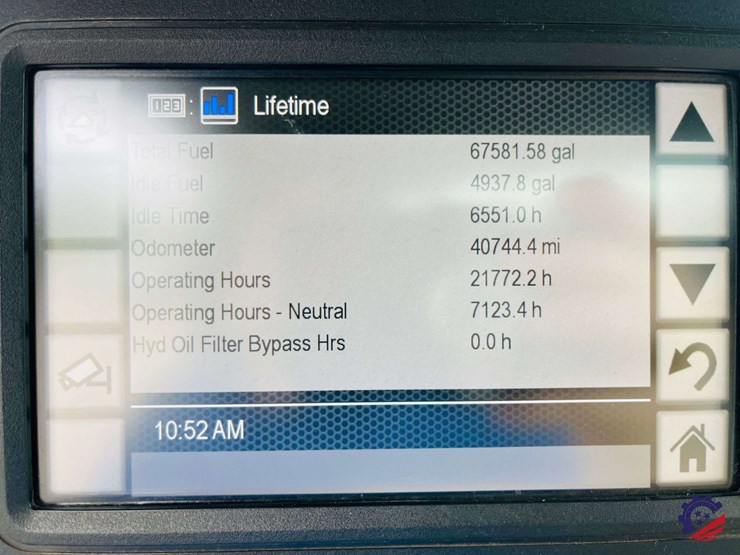 123 : Lifetime
Total Fuel 67581.58 gal
Idle Fuel 4937.8 gal
Idle Time 6551.0 h
Odometer 40744.4 mi
Operating Hours 21772.2 h
Operating Hours - Neutral 7123.4 h
Hyd Oil Filter Bypass Hrs 0.0 h
10:52 AM